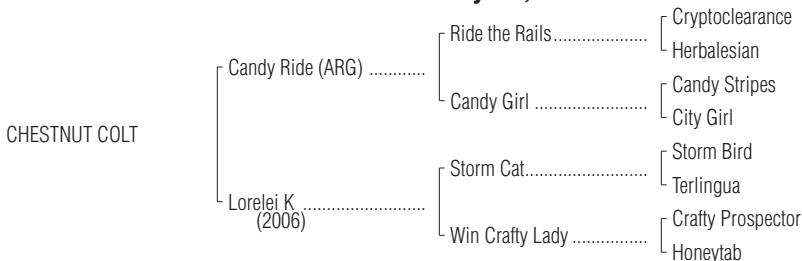 Cryptoclearance
Ride the Rails....................
Herbalesian
Candy Ride (ARG) ............
Candy Stripes
Candy Girl ........................
City Girl
CHESTNUT COLT
Storm Bird
Storm Cat..........................
Terlingua
Lorelei K ..........................
(2006)
Crafty Prospector
Win Crafty Lady ................
Honeytab